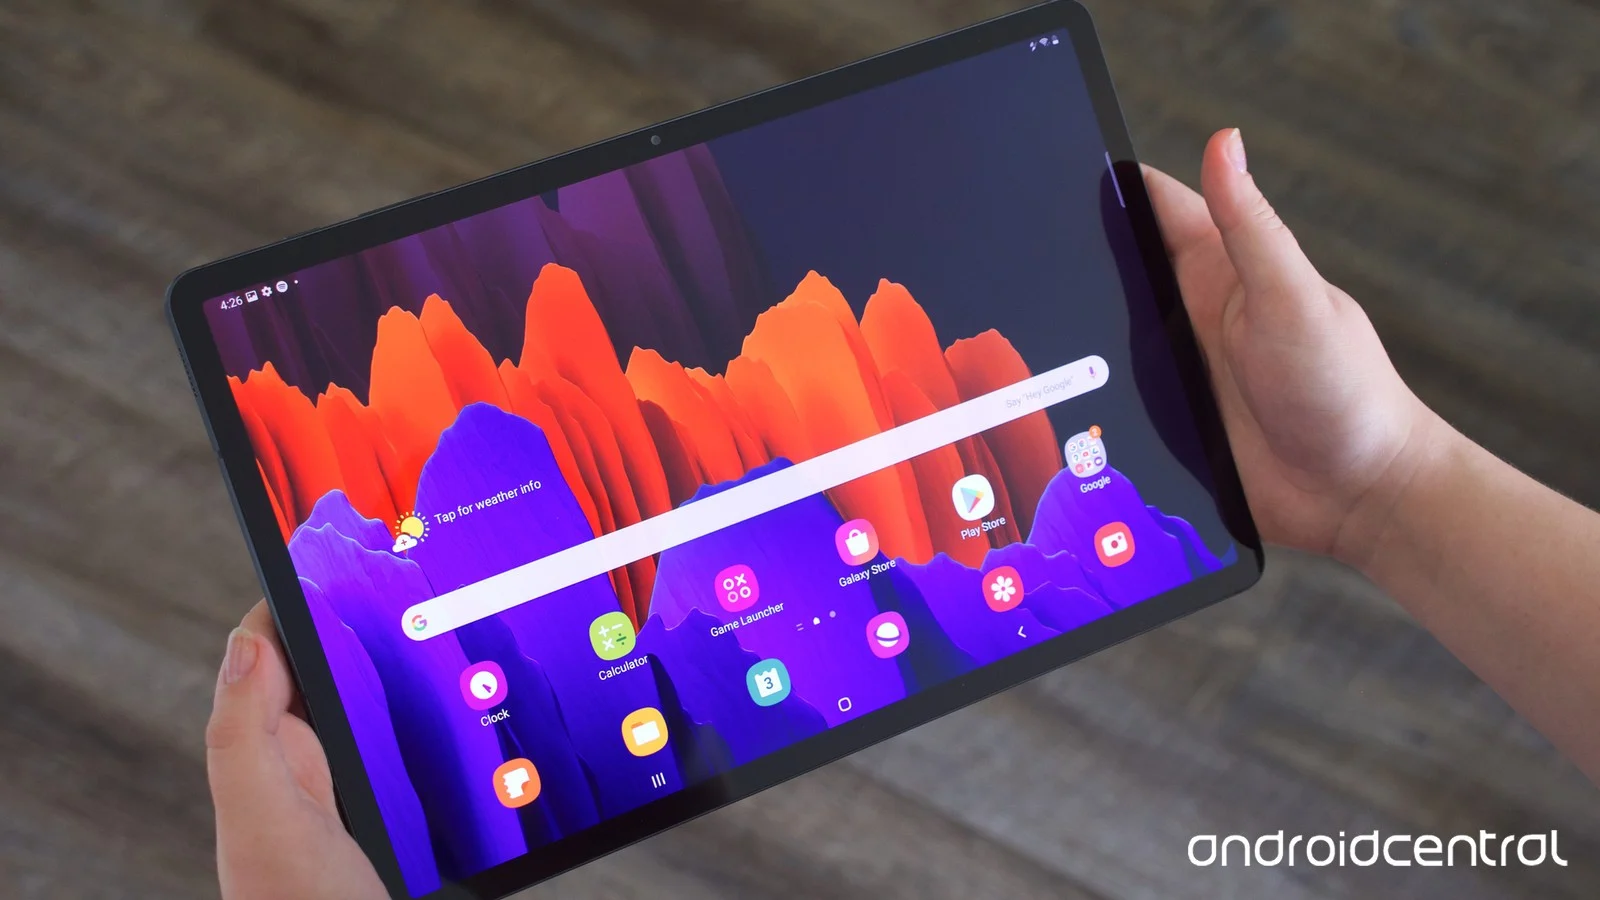 4:26
Tap for weather info
Say "Hey Google"
Clock
Calculator
Game Launcher
Galaxy Store
Play Store
Google
3
androidcentral